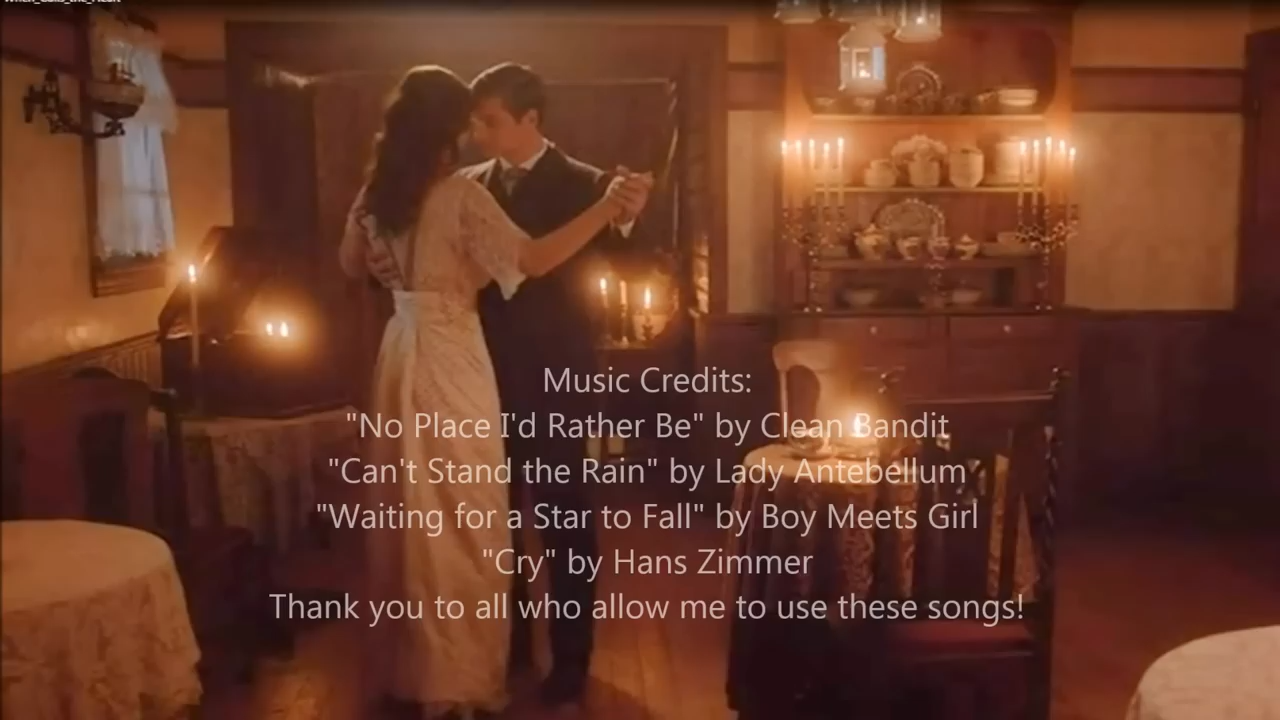 When_Calls_the_Heart
Music Credits:
"No Place I'd Rather Be" by Clean Bandit
"Can't Stand the Rain" by Lady Antebellum
"Waiting for a Star to Fall" by Boy Meets Girl
"Cry" by Hans Zimmer
Thank you to all who allow me to use these songs!